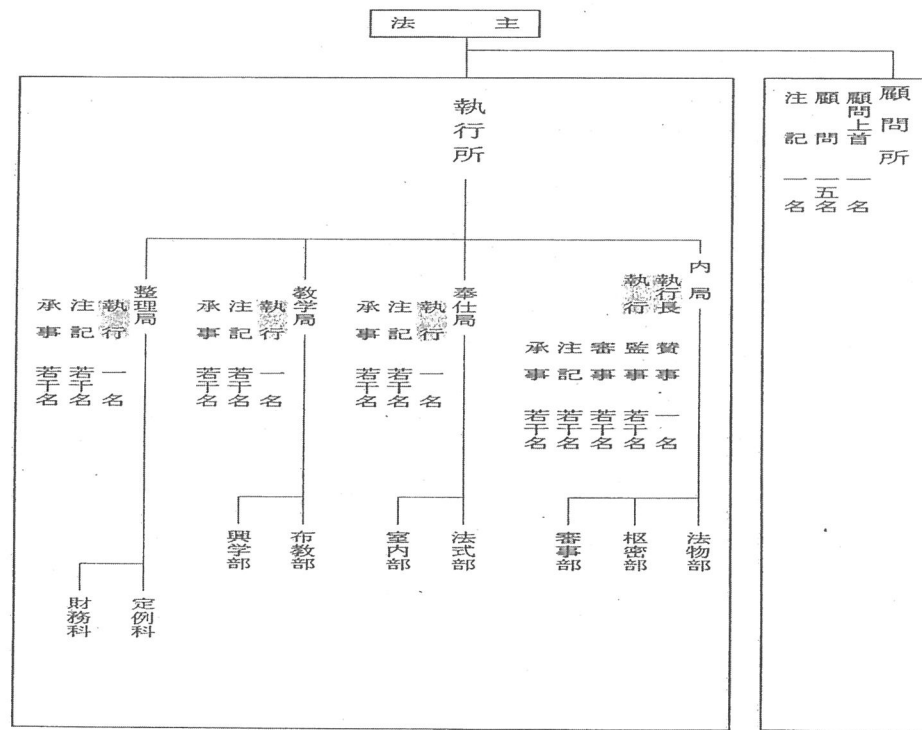 法主
顧問所
顧問上首 一名
顧問 一五名
注記 一名
執行所
内局
執行長 賛事 一名
執行 監事 若干名
審事 若干名
注記 若干名
承事 若干名
法物部
枢密部
審事部
奉仕局
執行 一名
注記 若干名
承事 若干名
法式部
室内部
教学局
執行 一名
注記 若干名
承事 若干名
布教部
興学部
整理局
執行 一名
注記 若干名
承事 若干名
定例科
財務科